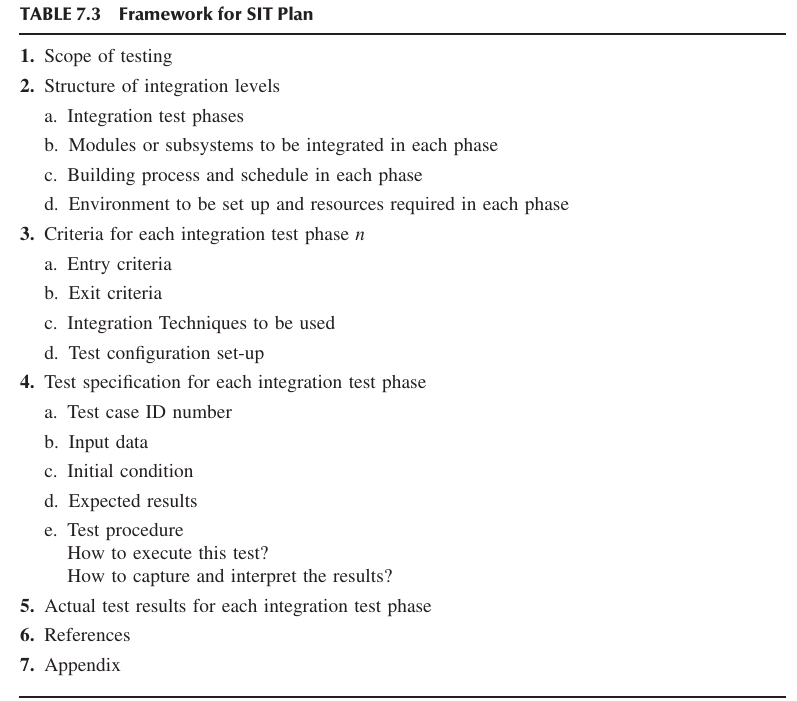 TABLE 7.3 Framework for SIT Plan
1. Scope of testing
2. Structure of integration levels
a. Integration test phases
b. Modules or subsystems to be integrated in each phase
c. Building process and schedule in each phase
d. Environment to be set up and resources required in each phase
3. Criteria for each integration test phase n
a. Entry criteria
b. Exit criteria
c. Integration Techniques to be used
d. Test configuration set-up
4. Test specification for each integration test phase
a. Test case ID number
b. Input data
c. Initial condition
d. Expected results
e. Test procedure
How to execute this test?
How to capture and interpret the results?
5. Actual test results for each integration test phase
6. References
7. Appendix